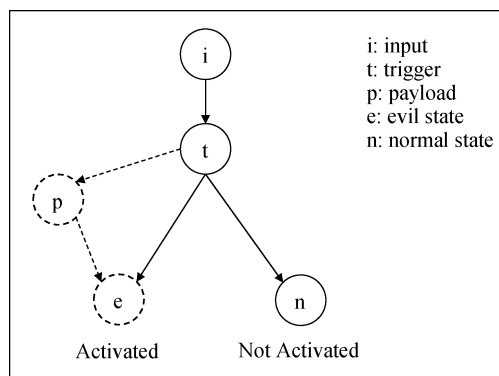 i
i: input
t: trigger
p: payload
e: evil state
n: normal state
t
p
e
n
Activated
Not Activated